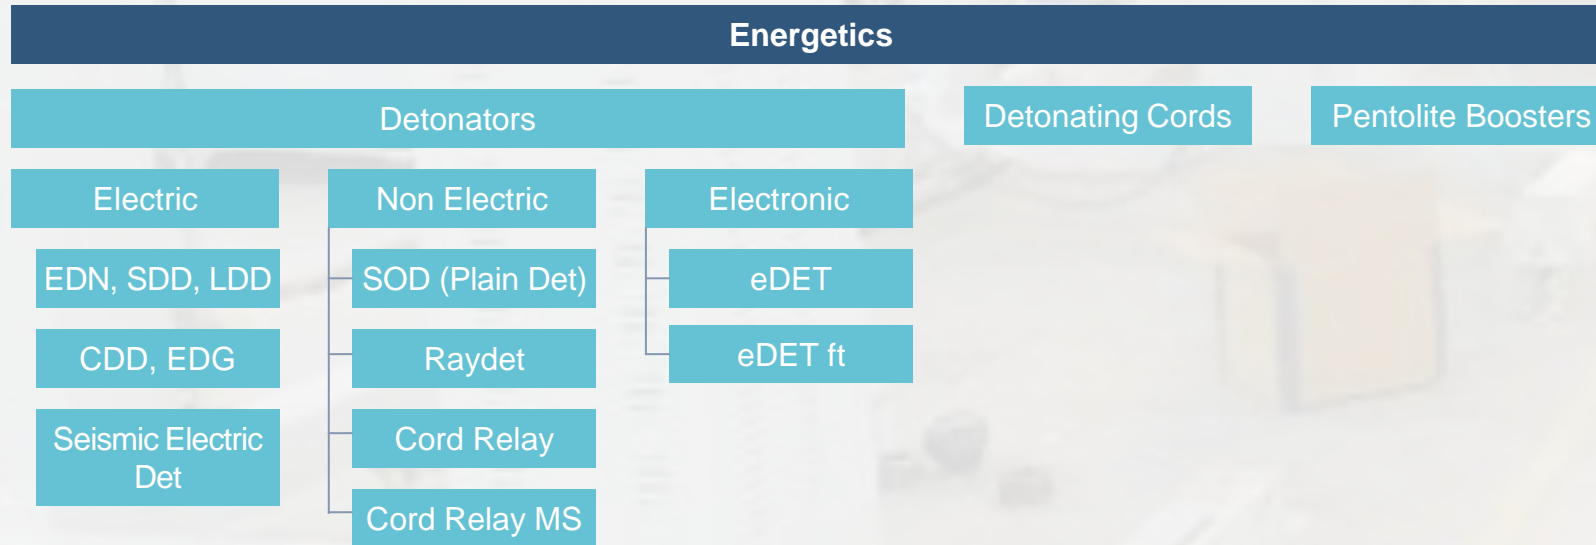 Energetics
Detonators
Detonating Cords
Pentolite Boosters
Electric
Non Electric
Electronic
EDN, SDD, LDD
SOD (Plain Det)
eDET
CDD, EDG
Raydet
eDET ft
Seismic Electric
Det
Cord Relay
Cord Relay MS